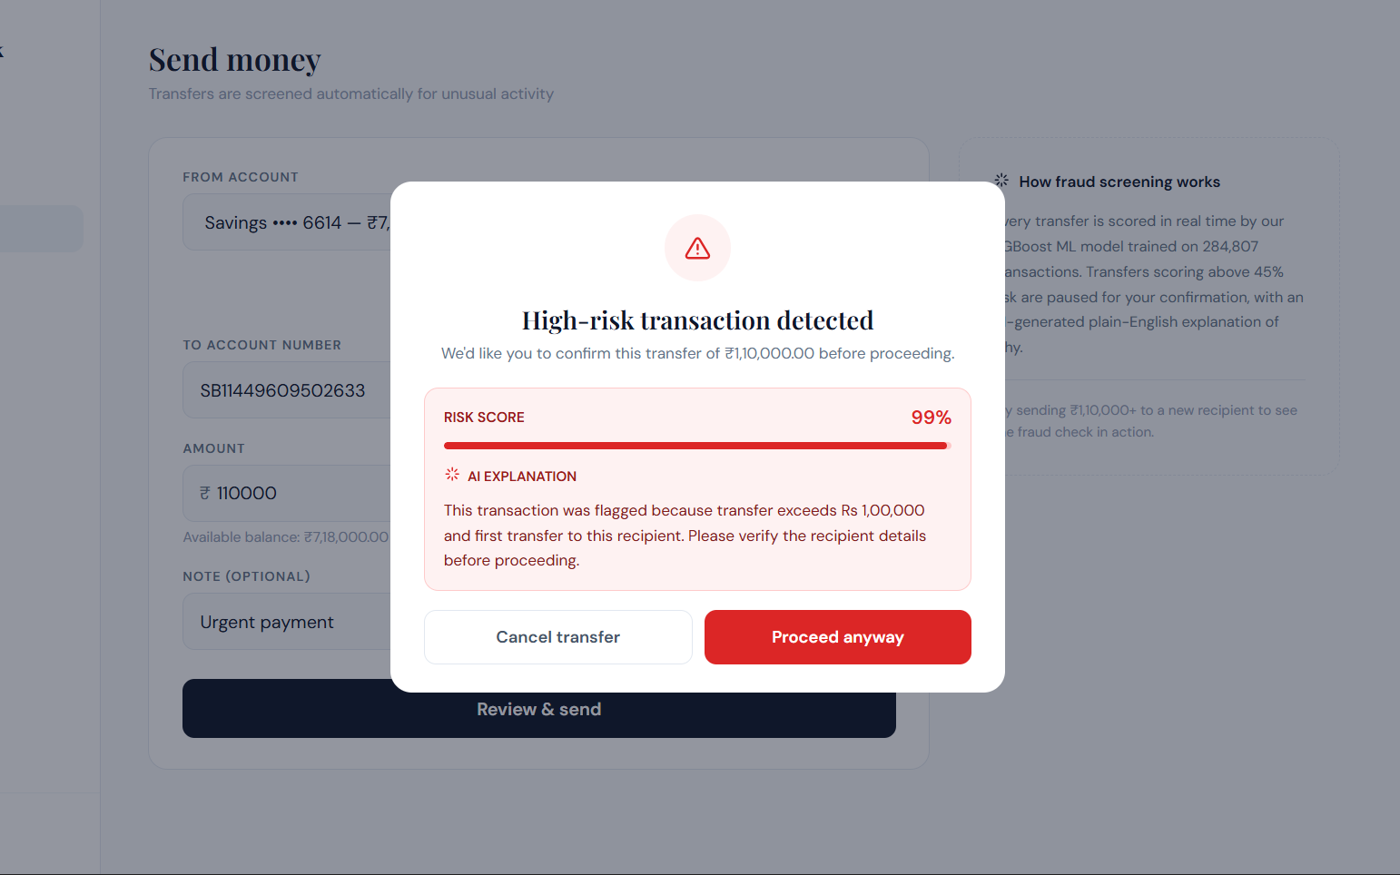 Send money
Transfers are screened automatically for unusual activity
FROM ACCOUNT
Savings •••• 6614 — ₹7,
TO ACCOUNT NUMBER
SB11449609502633
AMOUNT
₹ 110000
Available balance: ₹7,18,000.00
NOTE (OPTIONAL)
Urgent payment
Review & send
High-risk transaction detected
We'd like you to confirm this transfer of ₹1,10,000.00 before proceeding.
RISK SCORE
99%
AI EXPLANATION
This transaction was flagged because transfer exceeds Rs 1,00,000
and first transfer to this recipient. Please verify the recipient details
before proceeding.
Cancel transfer
Proceed anyway
How fraud screening works
very transfer is scored in real time by our
GBoost ML model trained on 284,807
ansactions. Transfers scoring above 45%
sk are paused for your confirmation, with an
-generated plain-English explanation of
hy.
y sending ₹1,10,000+ to a new recipient to see
e fraud check in action.